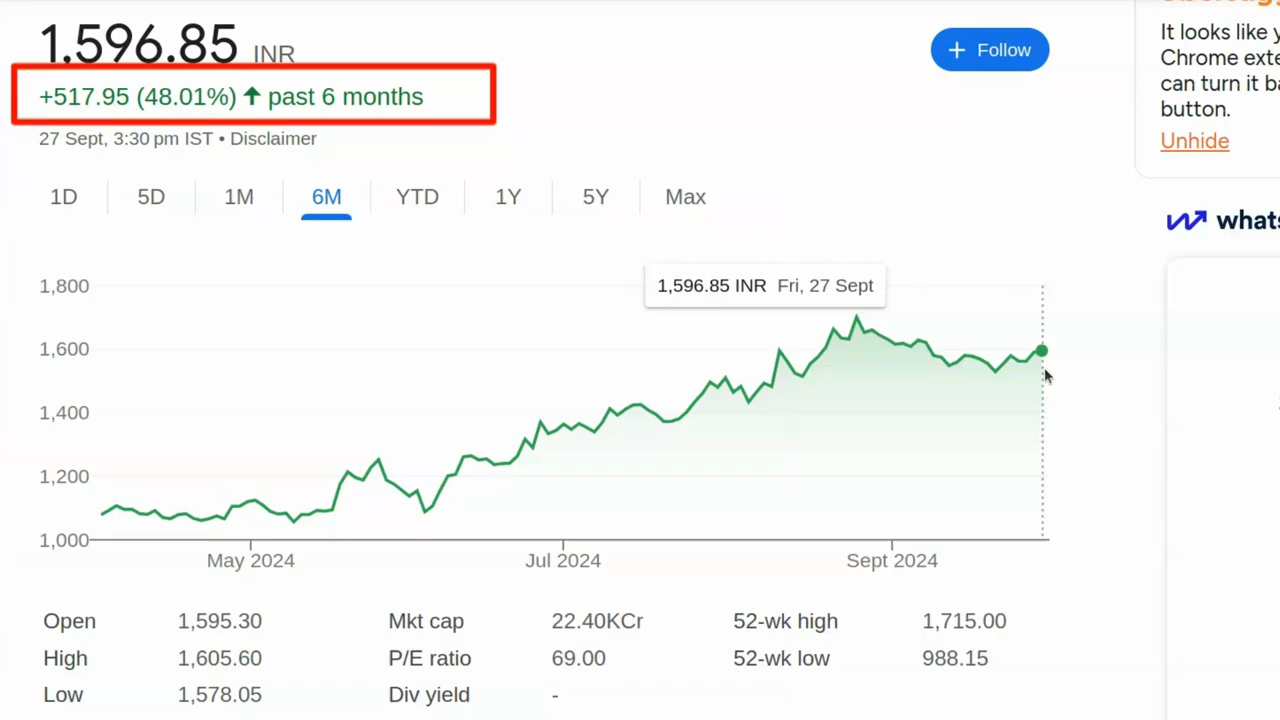 1,596.85 INR
+ Follow
+517.95 (48.01%) ↑ past 6 months
27 Sept, 3:30 pm IST • Disclaimer
1D 5D 1M 6M YTD 1Y 5Y Max
1,596.85 INR Fri, 27 Sept
1,800
1,600
1,400
1,200
1,000
May 2024 Jul 2024 Sept 2024
Open 1,595.30 Mkt cap 22.40KCr 52-wk high 1,715.00
High 1,605.60 P/E ratio 69.00 52-wk low 988.15
Low 1,578.05 Div yield -
It looks like
Chrome
can turn it
button.
Unhide